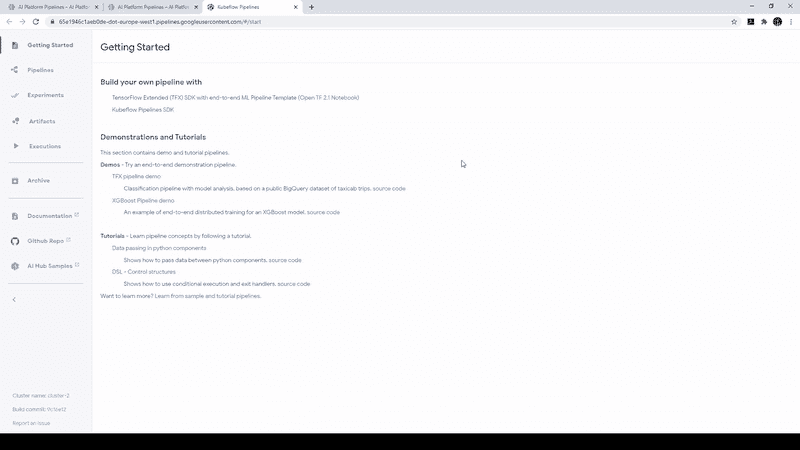 AI Platform Pipelines – AI Platf
AI Platform Pipelines – AI Platf
Kubeflow Pipelines
65e1946c1aeb0de-dot-europe-west1.pipelines.googleusercontent.com/#/start
Getting Started
Pipelines
Experiments
Artifacts
Executions
Archive
Documentation
Github Repo
AI Hub Samples
Cluster name: cluster-2
Build commit:
Report an issue
Getting Started
Build your own pipeline with
TensorFlow Extended (TFX) SDK with end-to-end ML Pipeline Template (Open TF 2.1 Notebook)
Kubeflow Pipelines SDK
Demonstrations and Tutorials
This section contains demo and tutorial pipelines.
Demos - Try an end-to-end demonstration pipeline.
TFX pipeline demo
Classification pipeline with model analysis, based on a public BigQuery dataset of taxicab trips. source code
XGBoost Pipeline demo
An example of end-to-end distributed training for an XGBoost model. source code
Tutorials - Learn pipeline concepts by following a tutorial.
Data passing in python components
Shows how to pass data between python components. source code
DSL - Control structures
Shows how to use conditional execution and exit handlers. source code
Want to learn more? Learn from sample and tutorial pipelines.